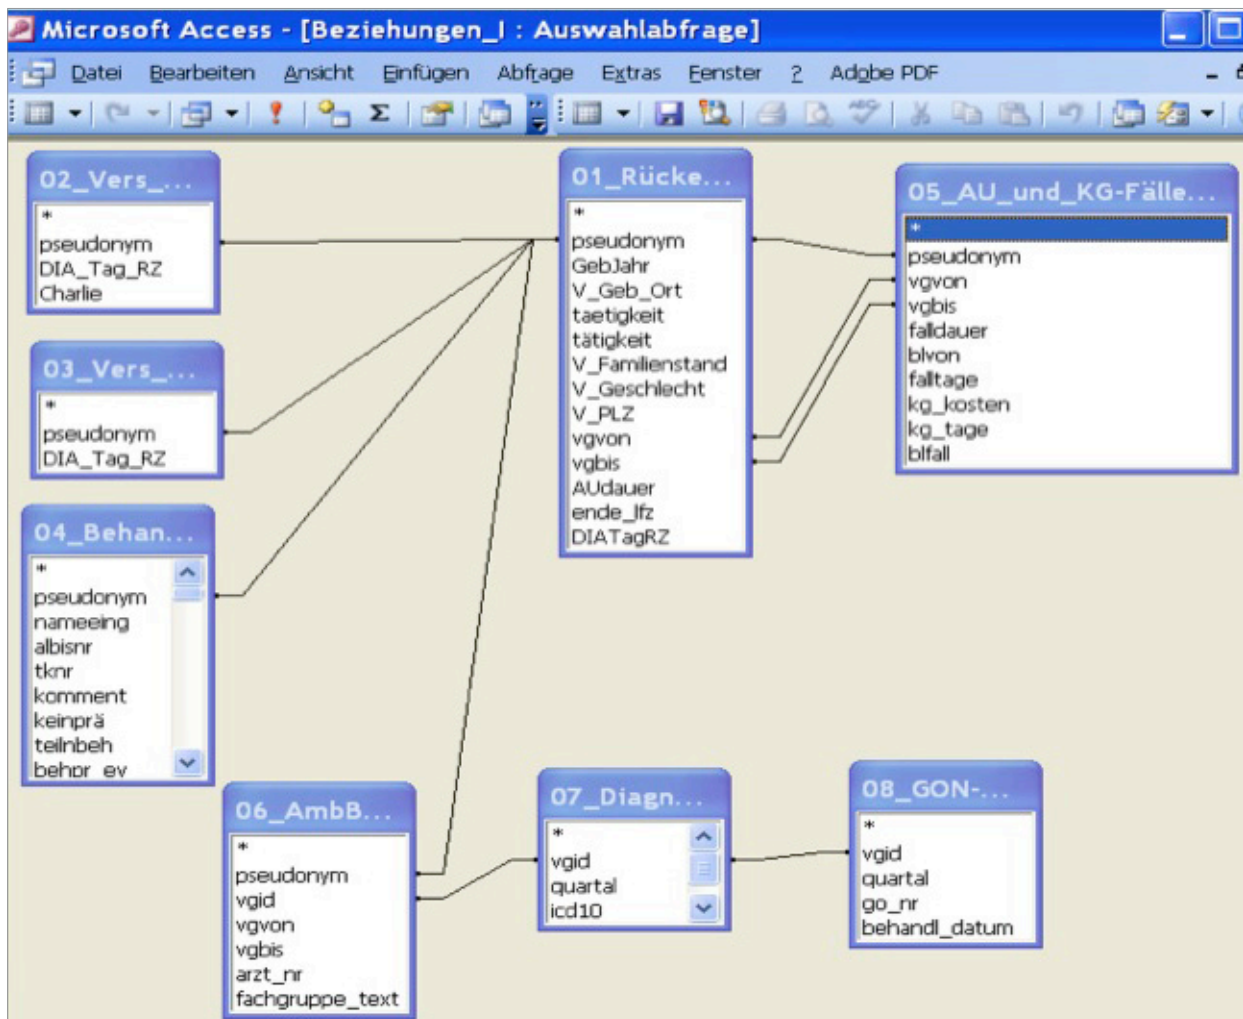 Microsoft Access - [Beziehungen_I : Auswahlabfrage]
Datei Bearbeiten Ansicht Einfügen Abfrage Extras Fenster ? Adobe PDF
02_Vers_...
*
pseudonym
DIA_Tag_RZ
Charlie
03_Vers_...
*
pseudonym
DIA_Tag_RZ
04_Behan...
*
pseudonym
nameeing
albisnr
tknr
komment
keinprä
teilnbeh
behpr_ev
01_Rücke...
*
pseudonym
GebJahr
V_Geb_Ort
taetigkeit
tätigkeit
V_Familienstand
V_Geschlecht
V_PLZ
vgvon
vgbis
AUdauer
ende_lfz
DIATagRZ
05_AU_und_KG-Fälle...
*
pseudonym
vgvon
vgbis
falldauer
blvon
falltage
kg_kosten
kg_tage
blfall
06_AmbB...
*
pseudonym
vgid
vgvon
vgbis
arzt_nr
fachgruppe_text
07_Diagn...
*
vgid
quartal
icd10
08_GON-...
*
vgid
quartal
go_nr
behandl_datum